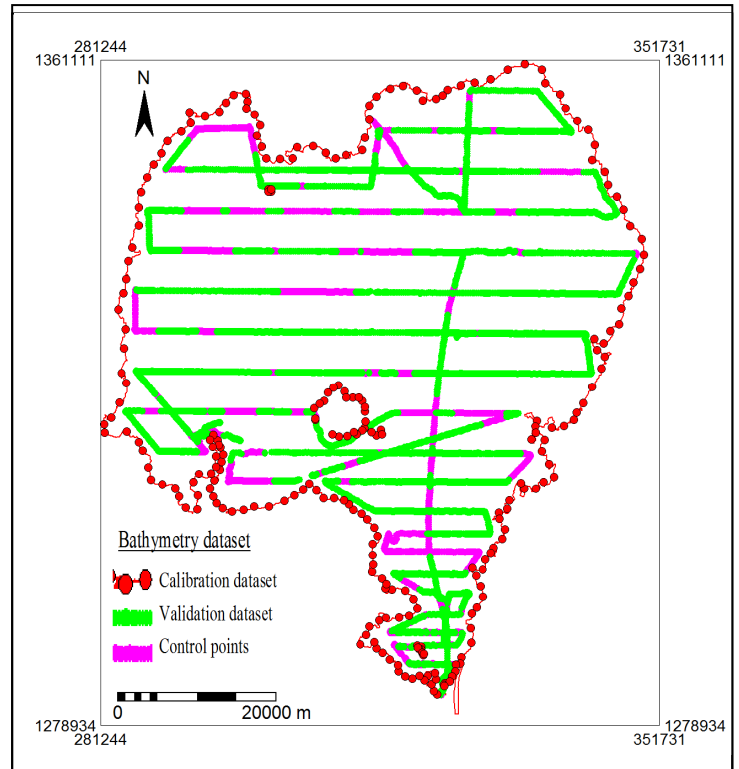 281244 351731
1361111 1361111
N
Bathymetry dataset
Calibration dataset
Validation dataset
Control points
0 20000 m
1278934 1278934
281244 351731